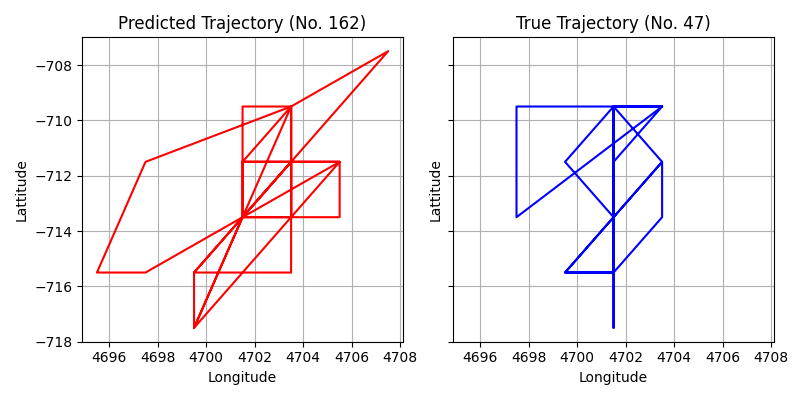 Predicted Trajectory (No. 162)
True Trajectory (No. 47)
Lattitude
−708
−710
−712
−714
−716
−718
4696 4698 4700 4702 4704 4706 4708
Longitude
Lattitude
4696 4698 4700 4702 4704 4706 4708
Longitude